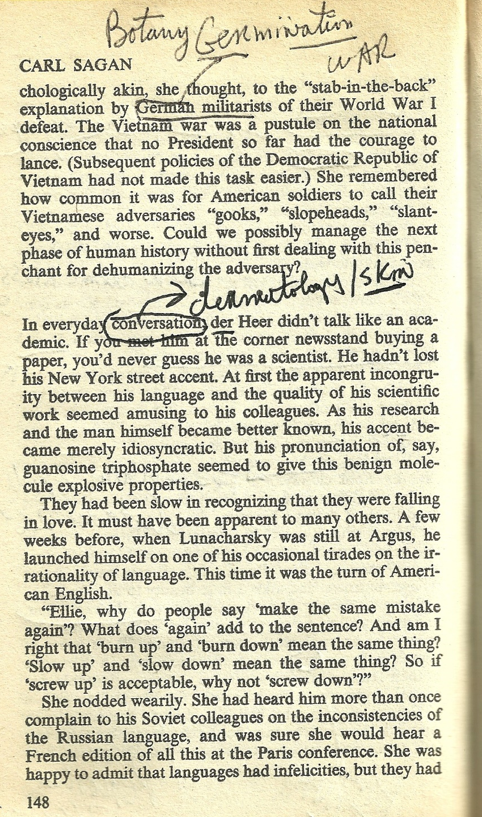 Botany Germination
WAR
CARL SAGAN
chologically akin, she thought, to the “stab-in-the-back”
explanation by German militarists of their World War I
defeat. The Vietnam war was a pustule on the national
conscience that no President so far had the courage to
lance. (Subsequent policies of the Democratic Republic of
Vietnam had not made this task easier.) She remembered
how common it was for American soldiers to call their
Vietnamese adversaries “gooks,” “slopeheads,” “slant-
eyes,” and worse. Could we possibly manage the next
phase of human history without first dealing with this pen-
chant for dehumanizing the adversary?
dermatology/skin
In everyday conversation, der Heer didn’t talk like an aca-
demic. If you met him at the corner newsstand buying a
paper, you’d never guess he was a scientist. He hadn’t lost
his New York street accent. At first the apparent incongru-
ity between his language and the quality of his scientific
work seemed amusing to his colleagues. As his research
and the man himself became better known, his accent be-
came merely idiosyncratic. But his pronunciation of, say,
guanosine triphosphate seemed to give this benign mole-
cule explosive properties.
They had been slow in recognizing that they were falling
in love. It must have been apparent to many others. A few
weeks before, when Lunacharsky was still at Argus, he
launched himself on one of his occasional tirades on the ir-
rationality of language. This time it was the turn of Ameri-
can English.
“Ellie, why do people say ‘make the same mistake
again’? What does ‘again’ add to the sentence? And am I
right that ‘burn up’ and ‘burn down’ mean the same thing?
‘Slow up’ and ‘slow down’ mean the same thing? So if
‘screw up’ is acceptable, why not ‘screw down’?”
She nodded wearily. She had heard him more than once
complain to his Soviet colleagues on the inconsistencies of
the Russian language, and was sure she would hear a
French edition of all this at the Paris conference. She was
happy to admit that languages had infelicities, but they had
148